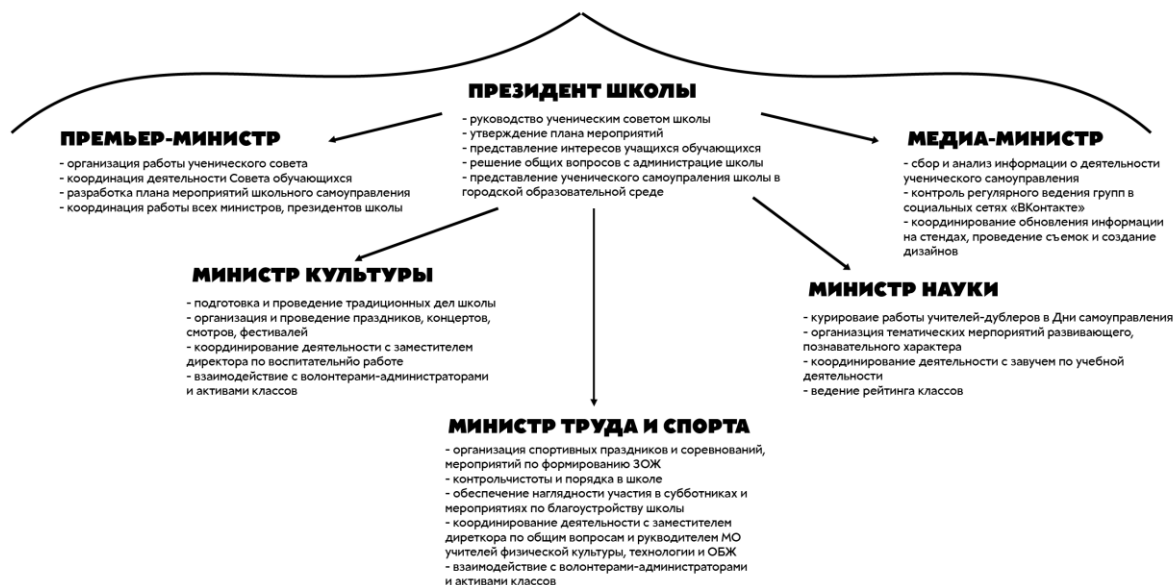 ПРЕЗИДЕНТ ШКОЛЫ
- руководство ученическим советом школы
- утверждение плана мероприятий
- представление интересов учащихся обучающихся
- решение общих вопросов с администрацие школы
- представление ученического самоупраления школы в
городской образовательной среде
ПРЕМЬЕР-МИНИСТР
- организация работы ученического совета
- координация деятельности Совета обучающихся
- разработка плана мероприятий школьного самоуправления
- координация работы всех министров, президентов школы
МЕДИА-МИНИСТР
- сбор и анализ информации о деятельности
ученического самоуправления
- контроль регулярного ведения групп в
социальных сетях «ВКонтакте»
- координирование обновления информации
на стендах, проведение съемок и создание
дизайнов
МИНИСТР КУЛЬТУРЫ
- подготовка и проведение традиционных дел школы
- организация и проведение праздников, концертов,
смотров, фестивалей
- координирование деятельности с заместителем
директора по воспитательнйо работе
- взаимодействие с волонтерами-администраторами
и активами классов
МИНИСТР НАУКИ
- курироваие работы учителей-дублеров в Дни самоуправления
- органиазция тематических мерпориятий развивающего,
познавательного характера
- координирование деятельности с завучем по учебной
деятельности
- ведение рейтинга классов
МИНИСТР ТРУДА И СПОРТА
- организация спортивных праздников и соревнований,
мероприятий по формированию ЗОЖ
- контрольчистоты и порядка в школе
- обеспечение наглядности участия в субботниках и
мероприятиях по благоустройству школы
- координирование деятельности с заместителем
диреткора по общим вопросам и рукводителем МО
учителей физической культуры, технологии и ОБЖ
- взаимодействие с волонтерами-администраторами
и активами классов